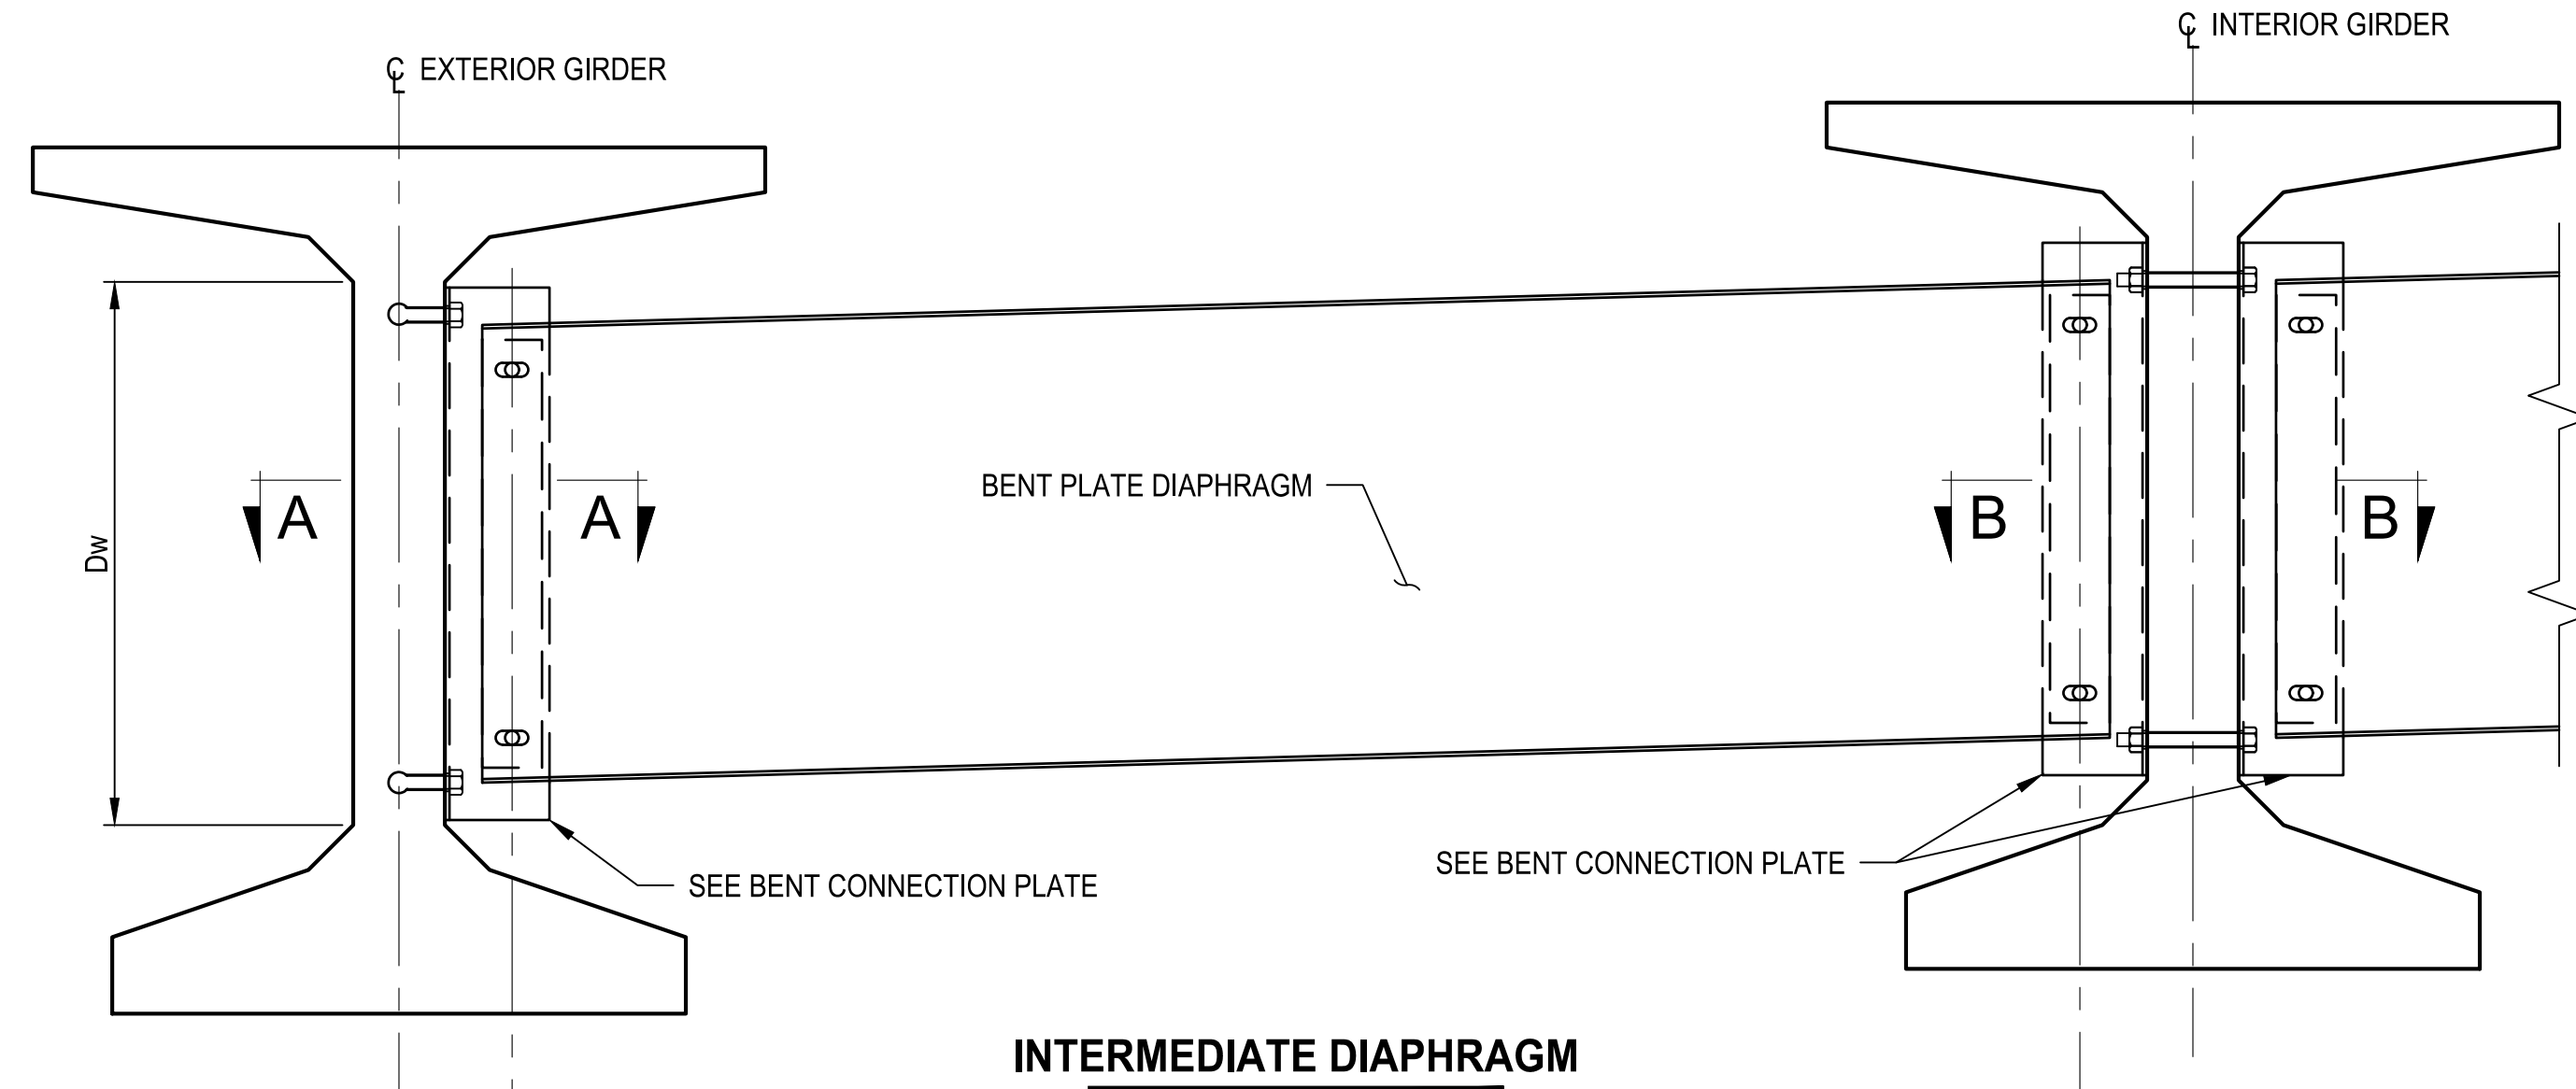 ℄ INTERIOR GIRDER
℄ EXTERIOR GIRDER
BENT PLATE DIAPHRAGM
A A B B
Dw
SEE BENT CONNECTION PLATE
SEE BENT CONNECTION PLATE
INTERMEDIATE DIAPHRAGM